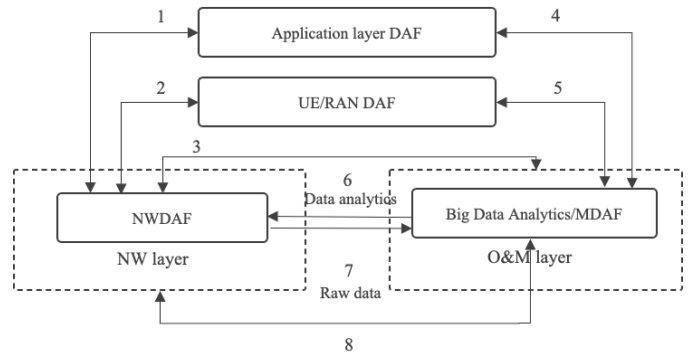 1
4
Application layer DAF
2
5
UE/RAN DAF
3
6
Data analytics
NWDAF
Big Data Analytics/MDAF
NW layer
O&M layer
7
Raw data
8